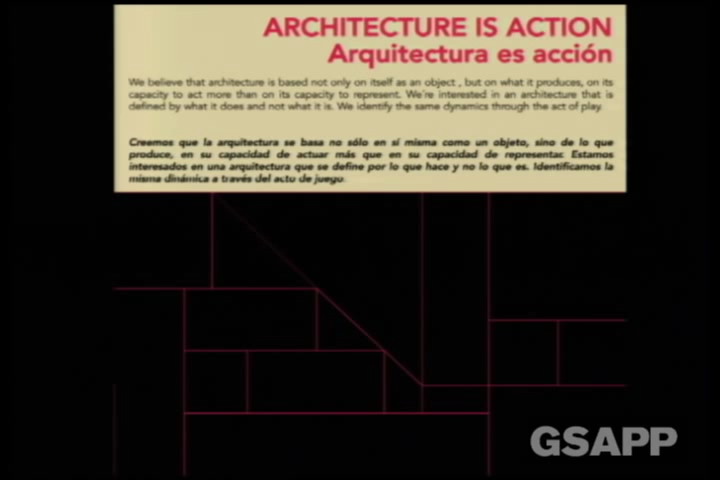 ARCHITECTURE IS ACTION
Arquitectura es acción
We believe that architecture is based not only on itself as an object , but on what it produces, on its
capacity to act more than on its capacity to represent. We're interested in an architecture that is
defined by what it does and not what it is. We identify the same dynamics through the act of play.
Creemos que la arquitectura se basa no sólo en sí misma como un objeto, sino de lo que
produce, en su capacidad de actuar más que en su capacidad de representar. Estamos
interesados en una arquitectura que se define por lo que hace y no lo que es. Identificamos la
misma dinámica a través del acto de juego.
GSAPP